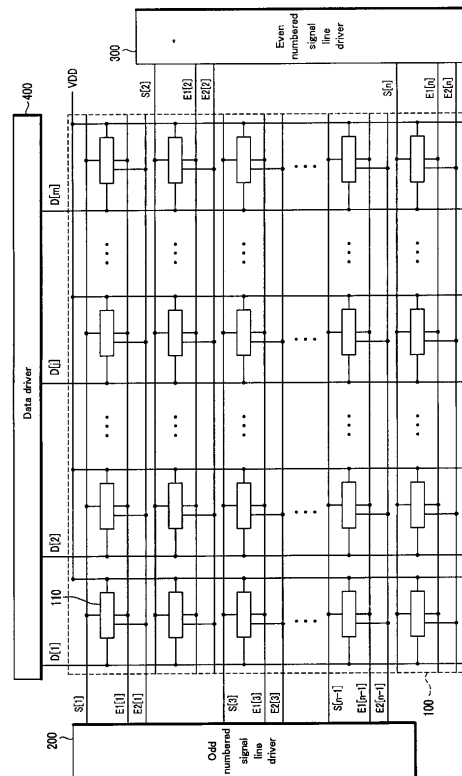 400
Data driver
VDD
300
Even
numbered
signal
line
driver
D[1]
D[2]
D[j]
D[m]
110
S[1]
E1[1]
E2[1]
S[2]
E1[2]
E2[2]
S[3]
E1[3]
E2[3]
S[n-1]
E1[n-1]
E2[n-1]
S[n]
E1[n]
E2[n]
100
200
Odd
numbered
signal
line
driver